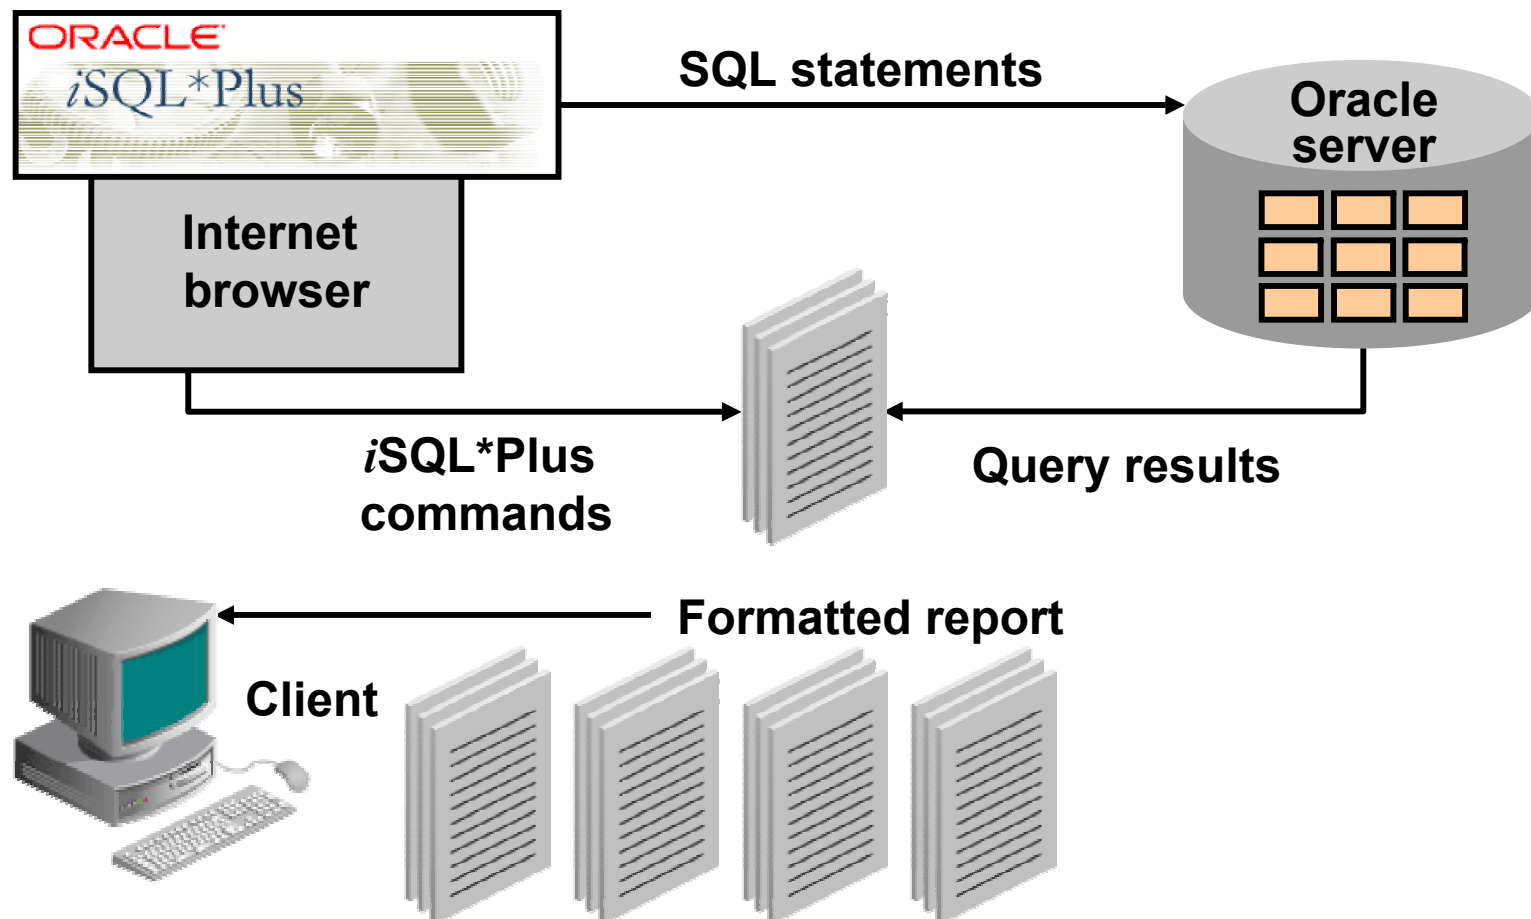 ORACLE
iSQL*Plus
SQL statements
Oracle
server
Internet
browser
iSQL*Plus
commands
Query results
Formatted report
Client